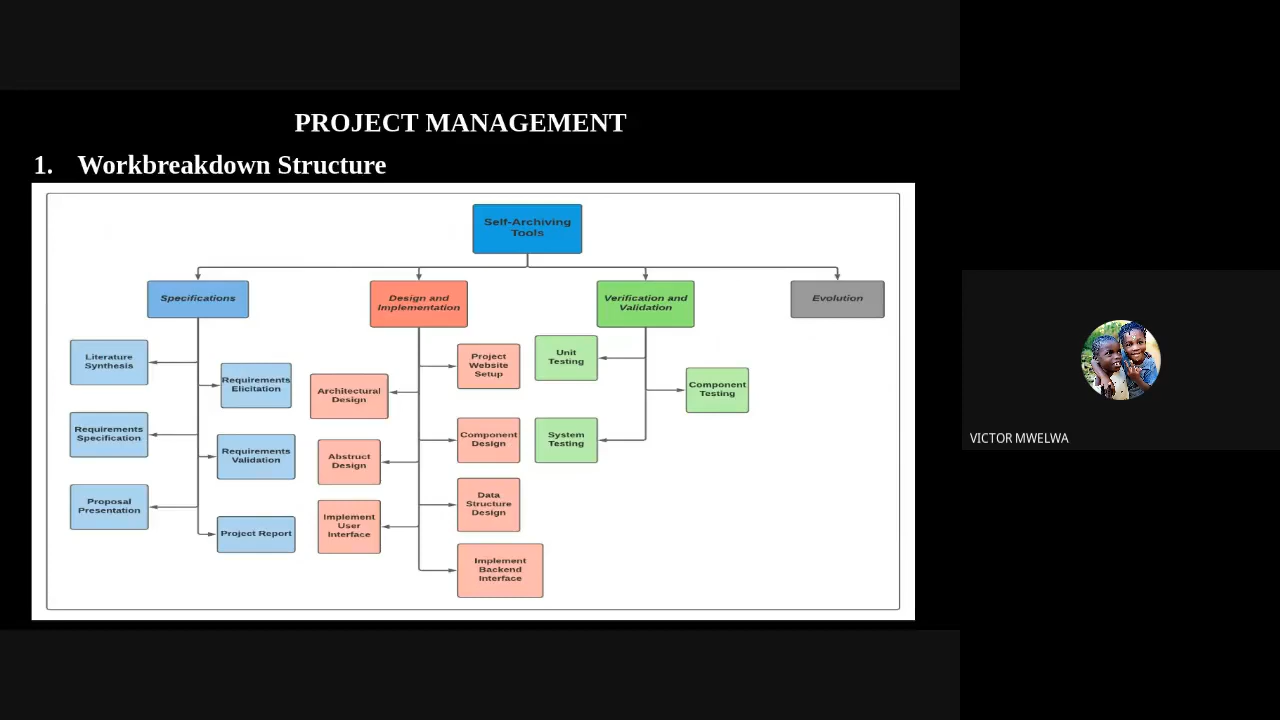 PROJECT MANAGEMENT
1. Workbreakdown Structure
Self-Archiving
Tools
Specifications
Design and
Implementation
Verification and
Validation
Evolution
Literature
Synthesis
Requirements
Elicitation
Requirements
Specification
Requirements
Validation
Proposal
Presentation
Project Report
Project
Website
Setup
Architectural
Design
Component
Design
Abstruct
Design
Data
Structure
Design
Implement
User
Interface
Implement
Backend
Interface
Unit
Testing
Component
Testing
System
Testing
VICTOR MWELWA